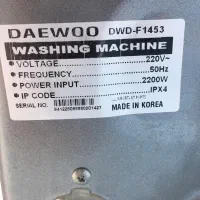 DAEWOO DWD-F1453
WASHING MACHINE
• VOLTAGE 220V~
• FREQUENCY 50Hz
• POWER INPUT 2200W
• IP CODE IPX4
SERIAL NO.
MADE IN KOREA